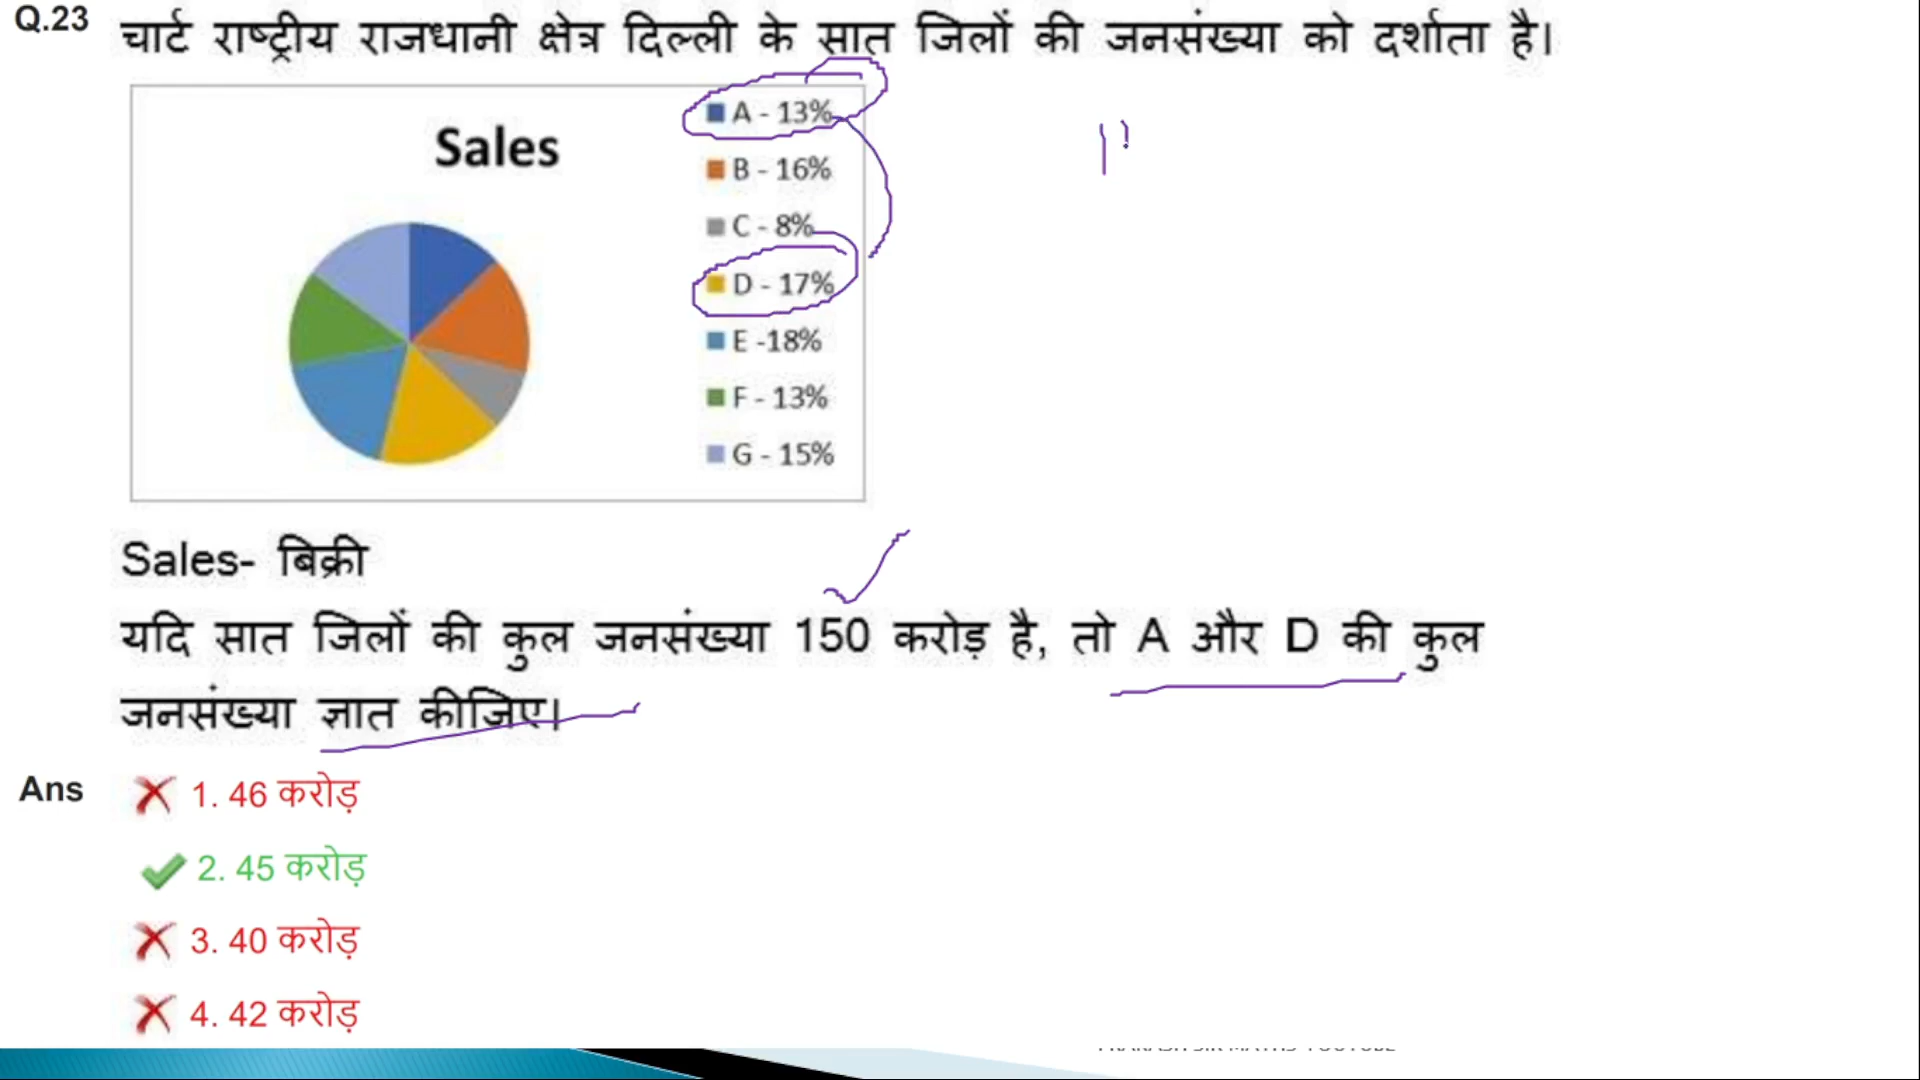 Q.23 चार्ट राष्ट्रीय राजधानी क्षेत्र दिल्ली के सात जिलों की जनसंख्या को दर्शाता है।
Sales
A - 13%
B - 16%
C - 8%
D - 17%
E -18%
F - 13%
G - 15%
Sales- बिक्री
यदि सात जिलों की कुल जनसंख्या 150 करोड़ है, तो A और D की कुल
जनसंख्या ज्ञात कीजिए।
Ans 1. 46 करोड़
2. 45 करोड़
3. 40 करोड़
4. 42 करोड़